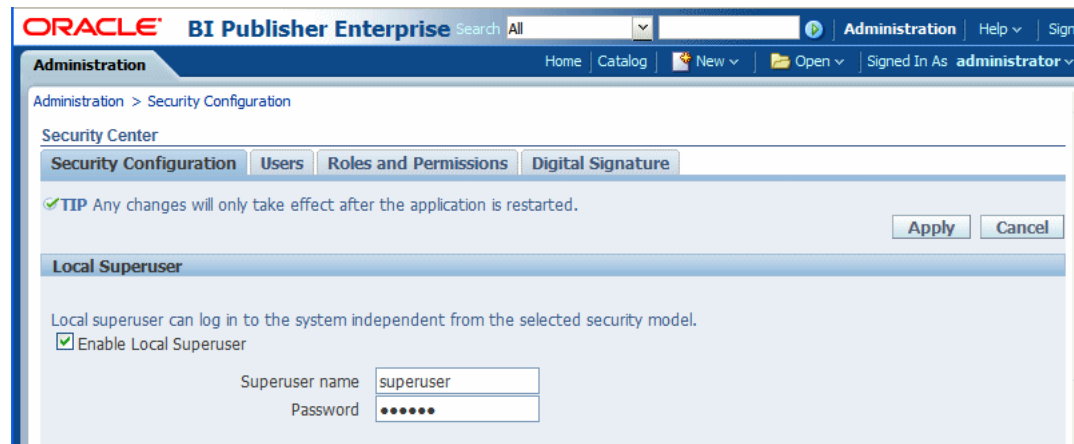 ORACLE BI Publisher Enterprise Search All Administration Help
Administration Home Catalog New Open Signed In As administrator
Administration > Security Configuration
Security Center
Security Configuration Users Roles and Permissions Digital Signature
TIP Any changes will only take effect after the application is restarted.
Apply Cancel
Local Superuser
Local superuser can log in to the system independent from the selected security model.
Enable Local Superuser
Superuser name superuser
Password ●●●●●●